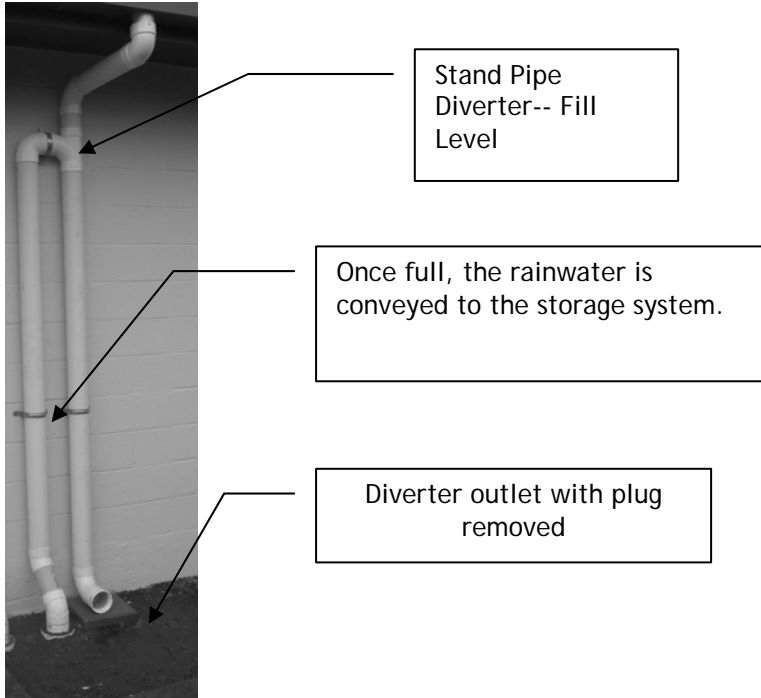 Stand Pipe
Diverter-- Fill
Level
Once full, the rainwater is
conveyed to the storage system.
Diverter outlet with plug
removed